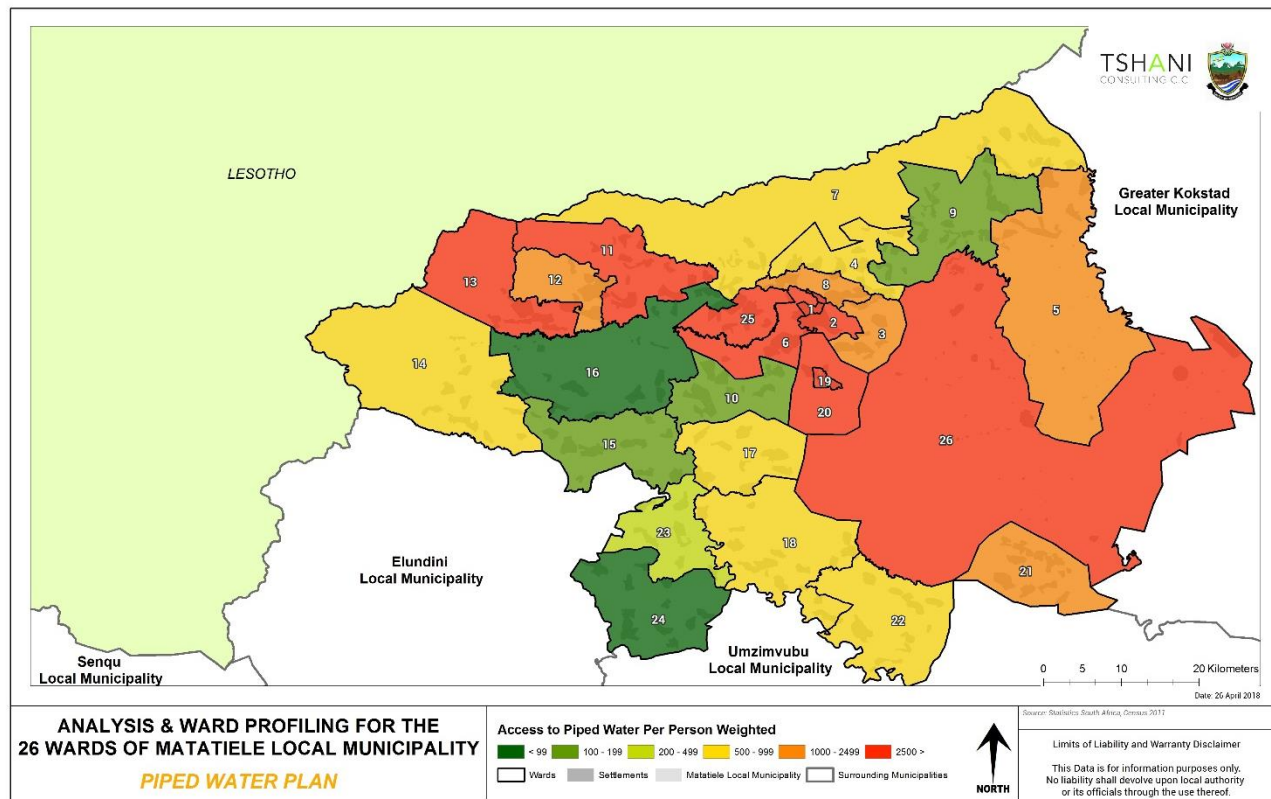 TSHANI
CONSULTING C.C
LESOTHO
Greater Kokstad
Local Municipality
7
9
11
4
13
12
8
5
1
25
2
3
6
14
16
19
10
20
26
15
17
23
18
21
Elundini
Local Municipality
24
22
Umzimvubu
Local Municipality
Senqu
Local Municipality
0 5 10 20 Kilometers
Date: 26 April 2018
ANALYSIS & WARD PROFILING FOR THE
26 WARDS OF MATATIELE LOCAL MUNICIPALITY
PIPED WATER PLAN
Access to Piped Water Per Person Weighted
< 99 100 - 199 200 - 499 500 - 999 1000 - 2499 2500 >
Wards Settlements Matatiele Local Municipality Surrounding Municipalities
NORTH
Source: Statistics South Africa, Census 2011
Limits of Liability and Warranty Disclaimer
This Data is for information purposes only.
No liability shall devolve upon local authority
or its officials through the use thereof.